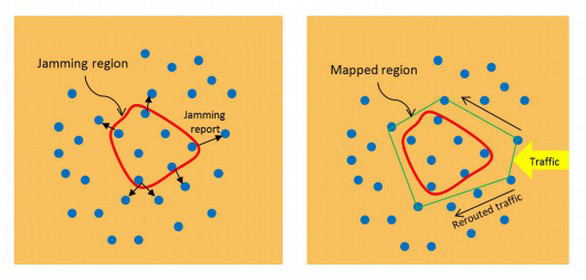 Jamming region
Jamming
report
Mapped region
Traffic
Rerouted traffic